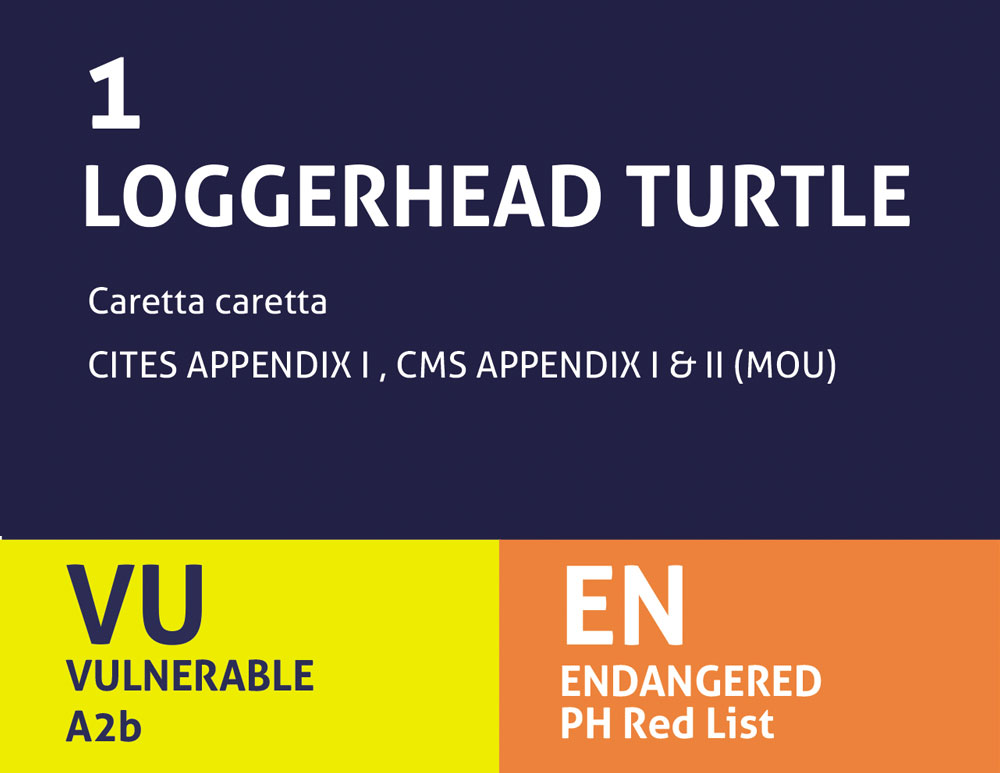 1
LOGGERHEAD TURTLE
Caretta caretta
CITES APPENDIX I , CMS APPENDIX I & II (MOU)
VU
VULNERABLE
A2b
EN
ENDANGERED
PH Red List